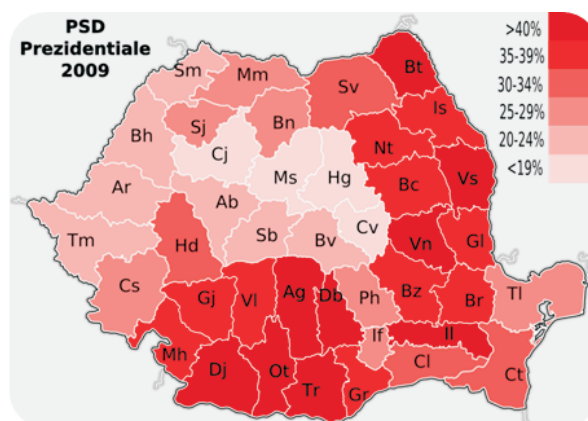 PSD
Prezidentiale
2009
>40%
35-39%
30-34%
25-29%
20-24%
<19%
Sm
Mm
Sv
Bt
Is
Bh
Sj
Bn
Cj
Nt
Ms
Hg
Bc
Vs
Ar
Ab
Tm
Hd
Sb
Bv
Cv
Vn
Gl
Cs
Gj
Vl
Ag
Db
Ph
Bz
Br
Tl
Mh
Dj
Ot
Tr
If
Il
Cl
Gr
Ct